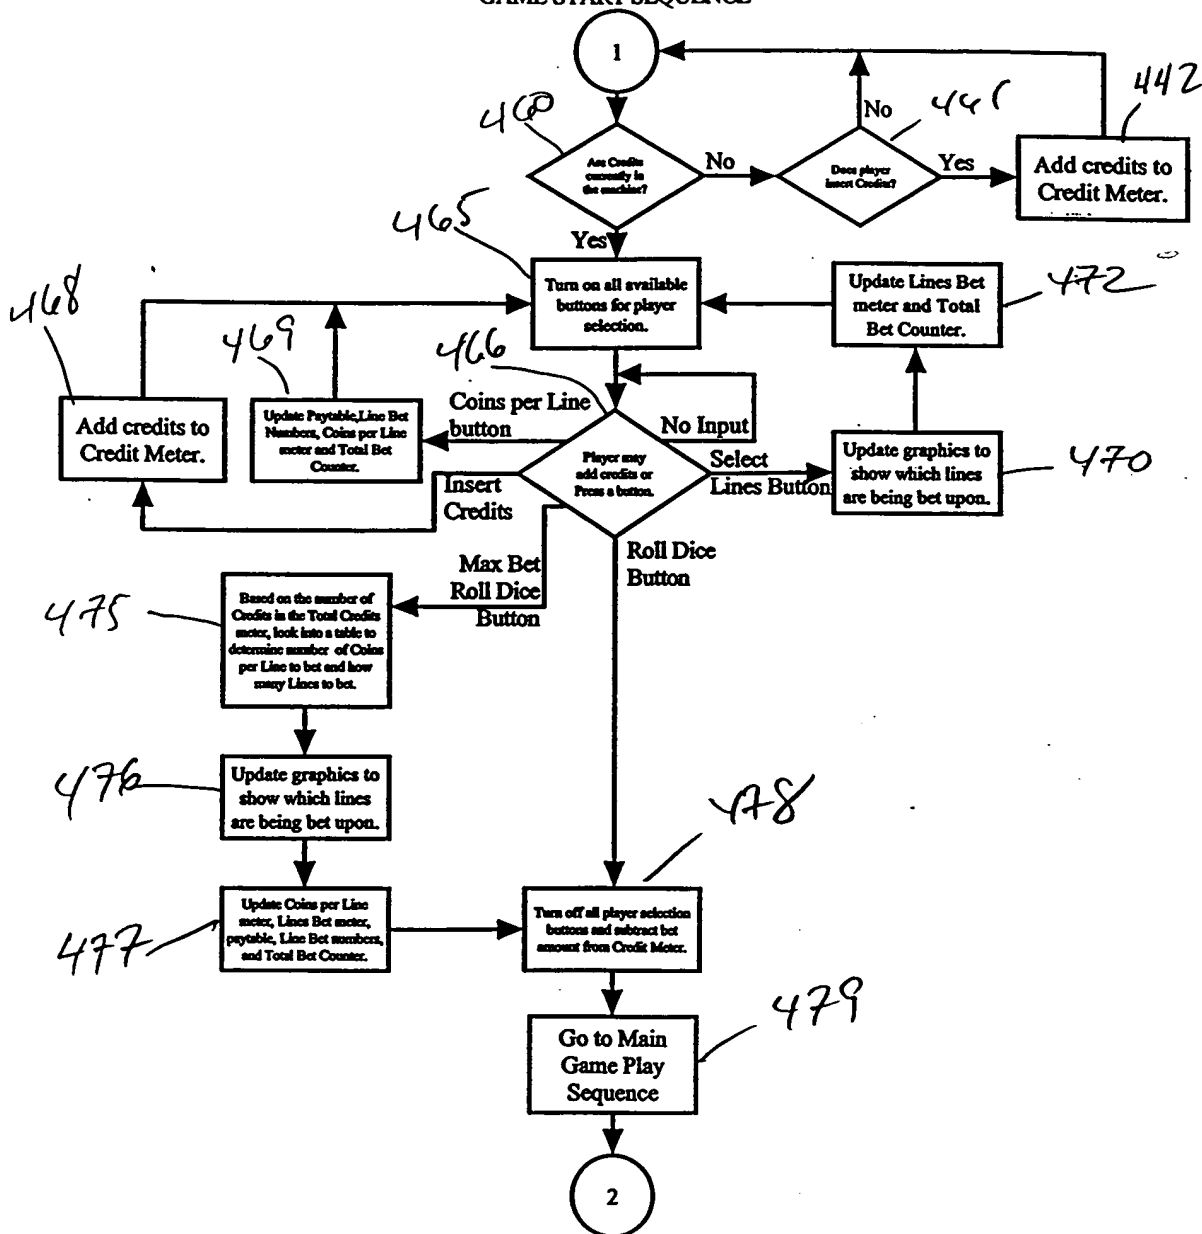 GAME START SEQUENCE
1
460
Are Credits
currently in
the machine?
No
Does player
insert Credits?
No
Yes
442
Add credits to
Credit Meter.
Yes
465
Turn on all available
buttons for player
selection.
Update Lines Bet
meter and Total
Bet Counter.
472
468
469
466
Add credits to
Credit Meter.
Update Paytable, Line Bet
Numbers, Coins per Line
meter and Total Bet
Counter.
Coins per Line
button
No Input
Player may
add credits or
Press a button.
Select
Lines Button
Update graphics to
show which lines
are being bet upon.
470
Insert
Credits
Max Bet
Roll Dice
Button
Roll Dice
Button
475
Based on the number of
Credits in the Total Credits
meter, look into a table to
determine number of Coins
per Line to bet and how
many Lines to bet.
476
Update graphics to
show which lines
are being bet upon.
478
477
Update Coins per Line
meter, Lines Bet meter,
paytable, Line Bet numbers,
and Total Bet Counter.
Turn off all player selection
buttons and subtract bet
amount from Credit Meter.
479
Go to Main
Game Play
Sequence
2